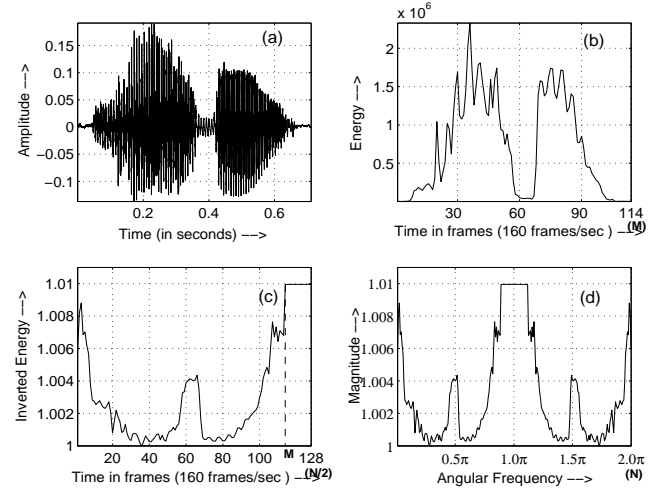 (a)
0.15
0.10
0.05
0
−0.05
−0.1
Amplitude −−>
0.2 0.4 0.6
Time (in seconds) −−>
x 10^6
(b)
2
1.5
1
5
Energy −−>
30 60 90 114
Time in frames (160 frames/sec ) −−> (M)
(c)
1.01
1.008
1.006
1.004
1.002
1
Inverted Energy −−>
20 40 60 80 100 M 128
Time in frames (160 frames/sec ) −−> (N/2)
(d)
1.01
1.008
1.006
1.004
1.002
1
Magnitude −−>
0.5π 1.0π 1.5π 2.0π
Angular Frequency −−> (N)